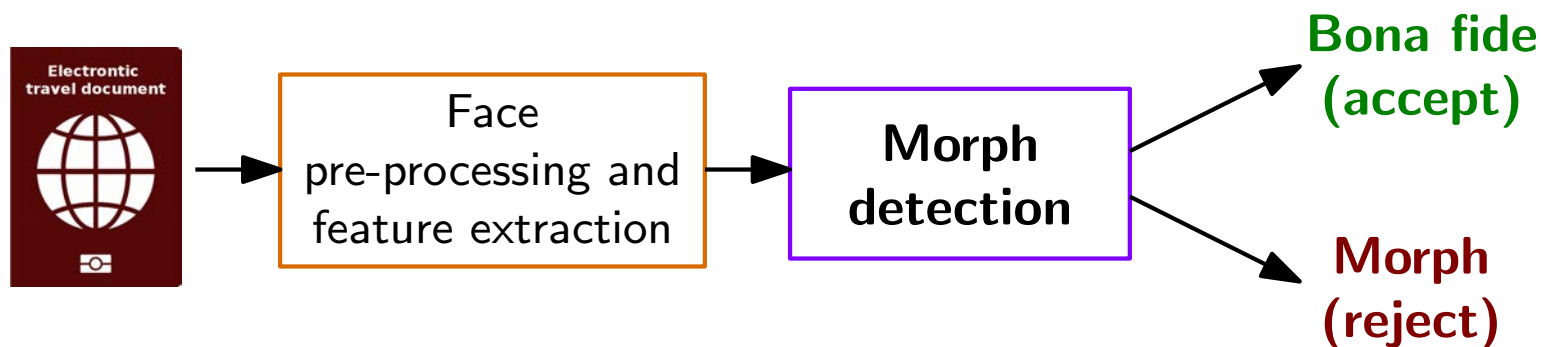 Electrontic
travel document
Face
pre-processing and
feature extraction
Morph
detection
Bona fide
(accept)
Morph
(reject)